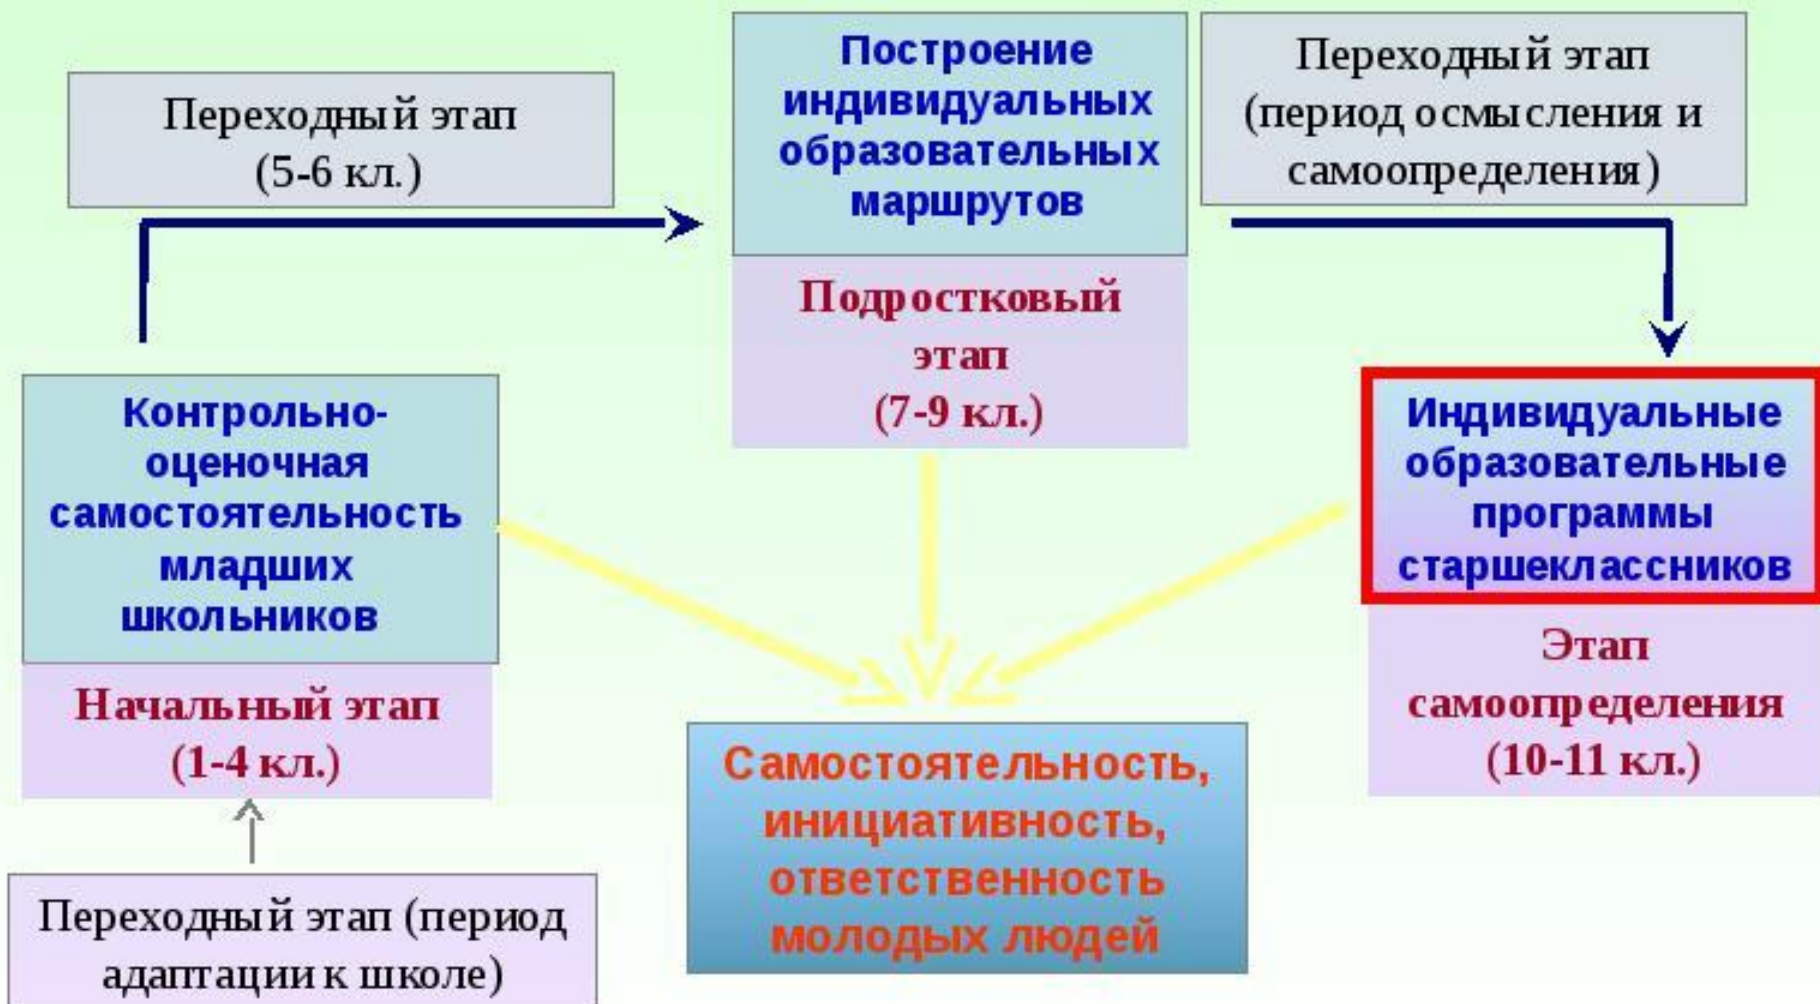 Переходный этап
(5-6 кл.)
Построение
индивидуальных
образовательных
маршрутов
Подростковый
этап
(7-9 кл.)
Переходный этап
(период осмысления и
самоопределения)
Контрольно-
оценочная
самостоятельность
младших
школьников
Начальный этап
(1-4 кл.)
Индивидуальные
образовательные
программы
старшеклассников
Этап
самоопределения
(10-11 кл.)
Самостоятельность,
инициативность,
ответственность
молодых людей
Переходный этап (период
адаптации к школе)